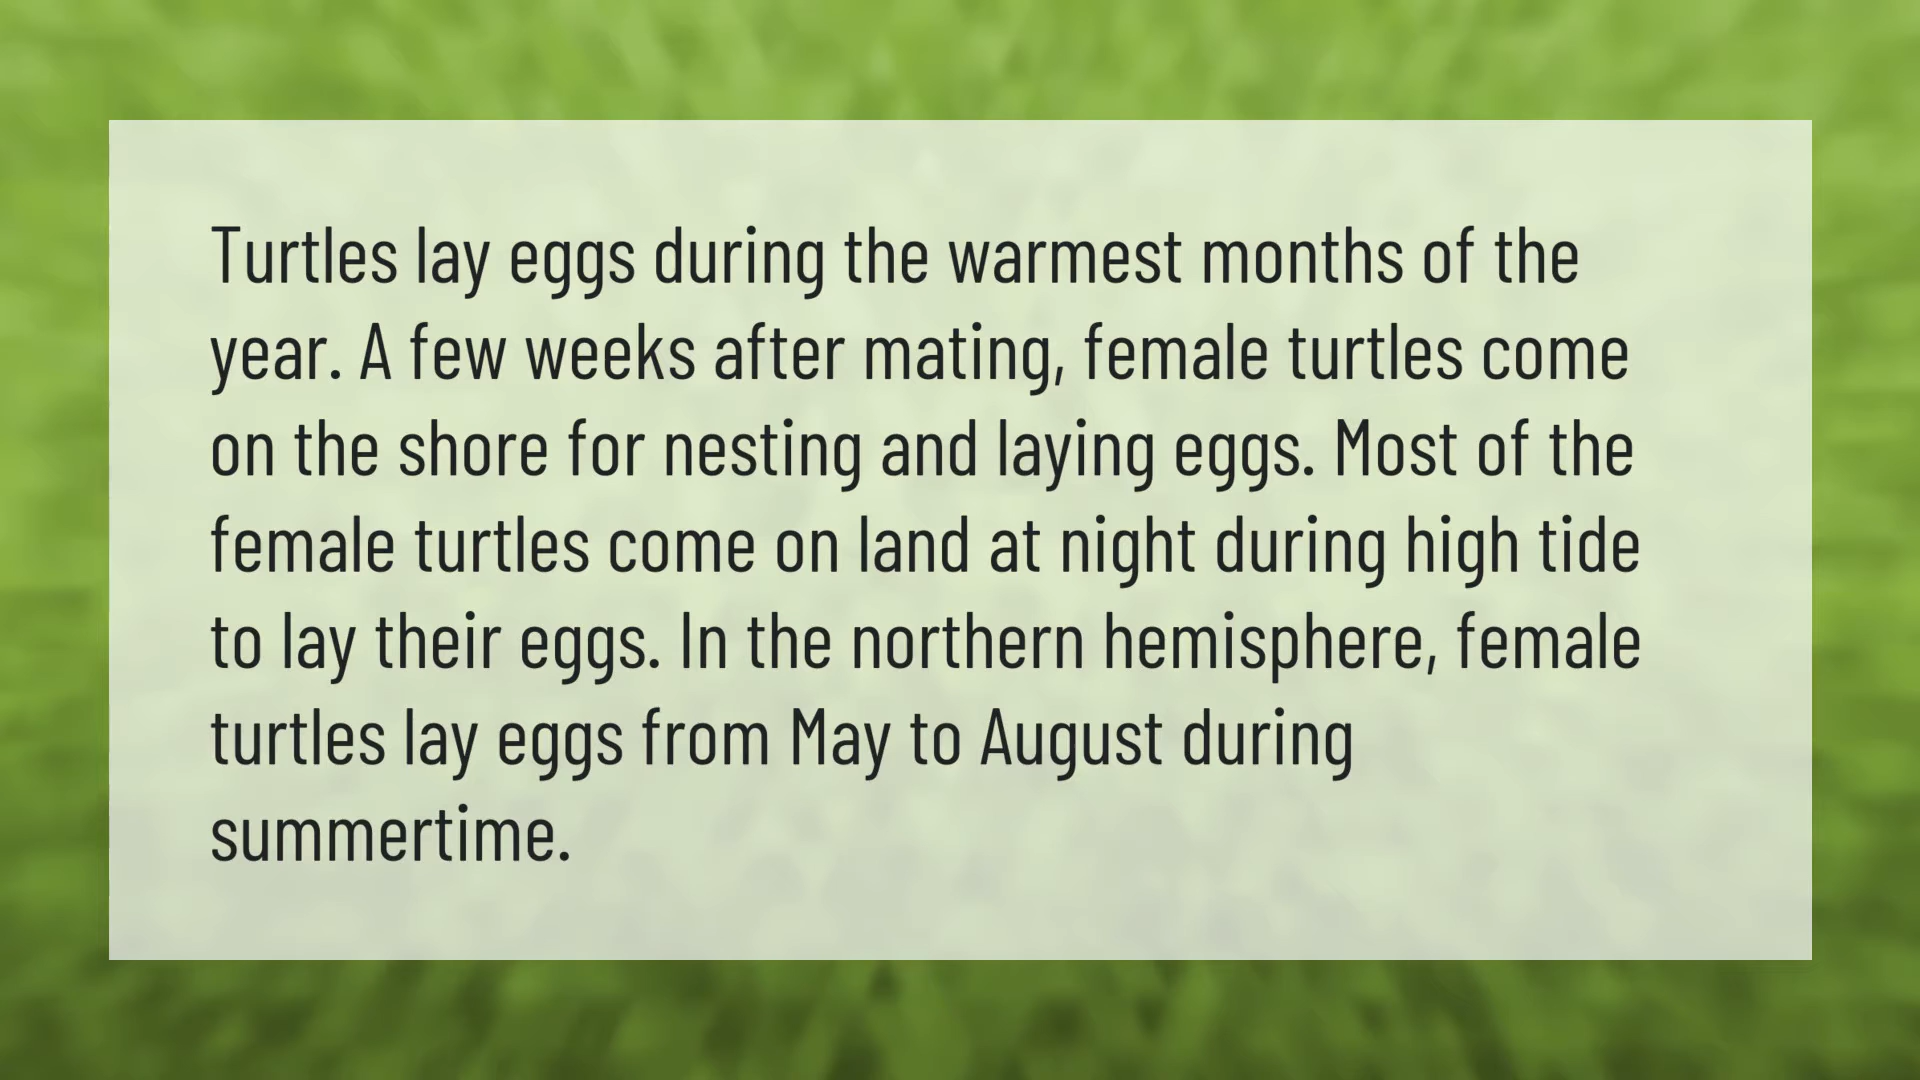 Turtles lay eggs during the warmest months of the
year. A few weeks after mating, female turtles come
on the shore for nesting and laying eggs. Most of the
female turtles come on land at night during high tide
to lay their eggs. In the northern hemisphere, female
turtles lay eggs from May to August during
summertime.